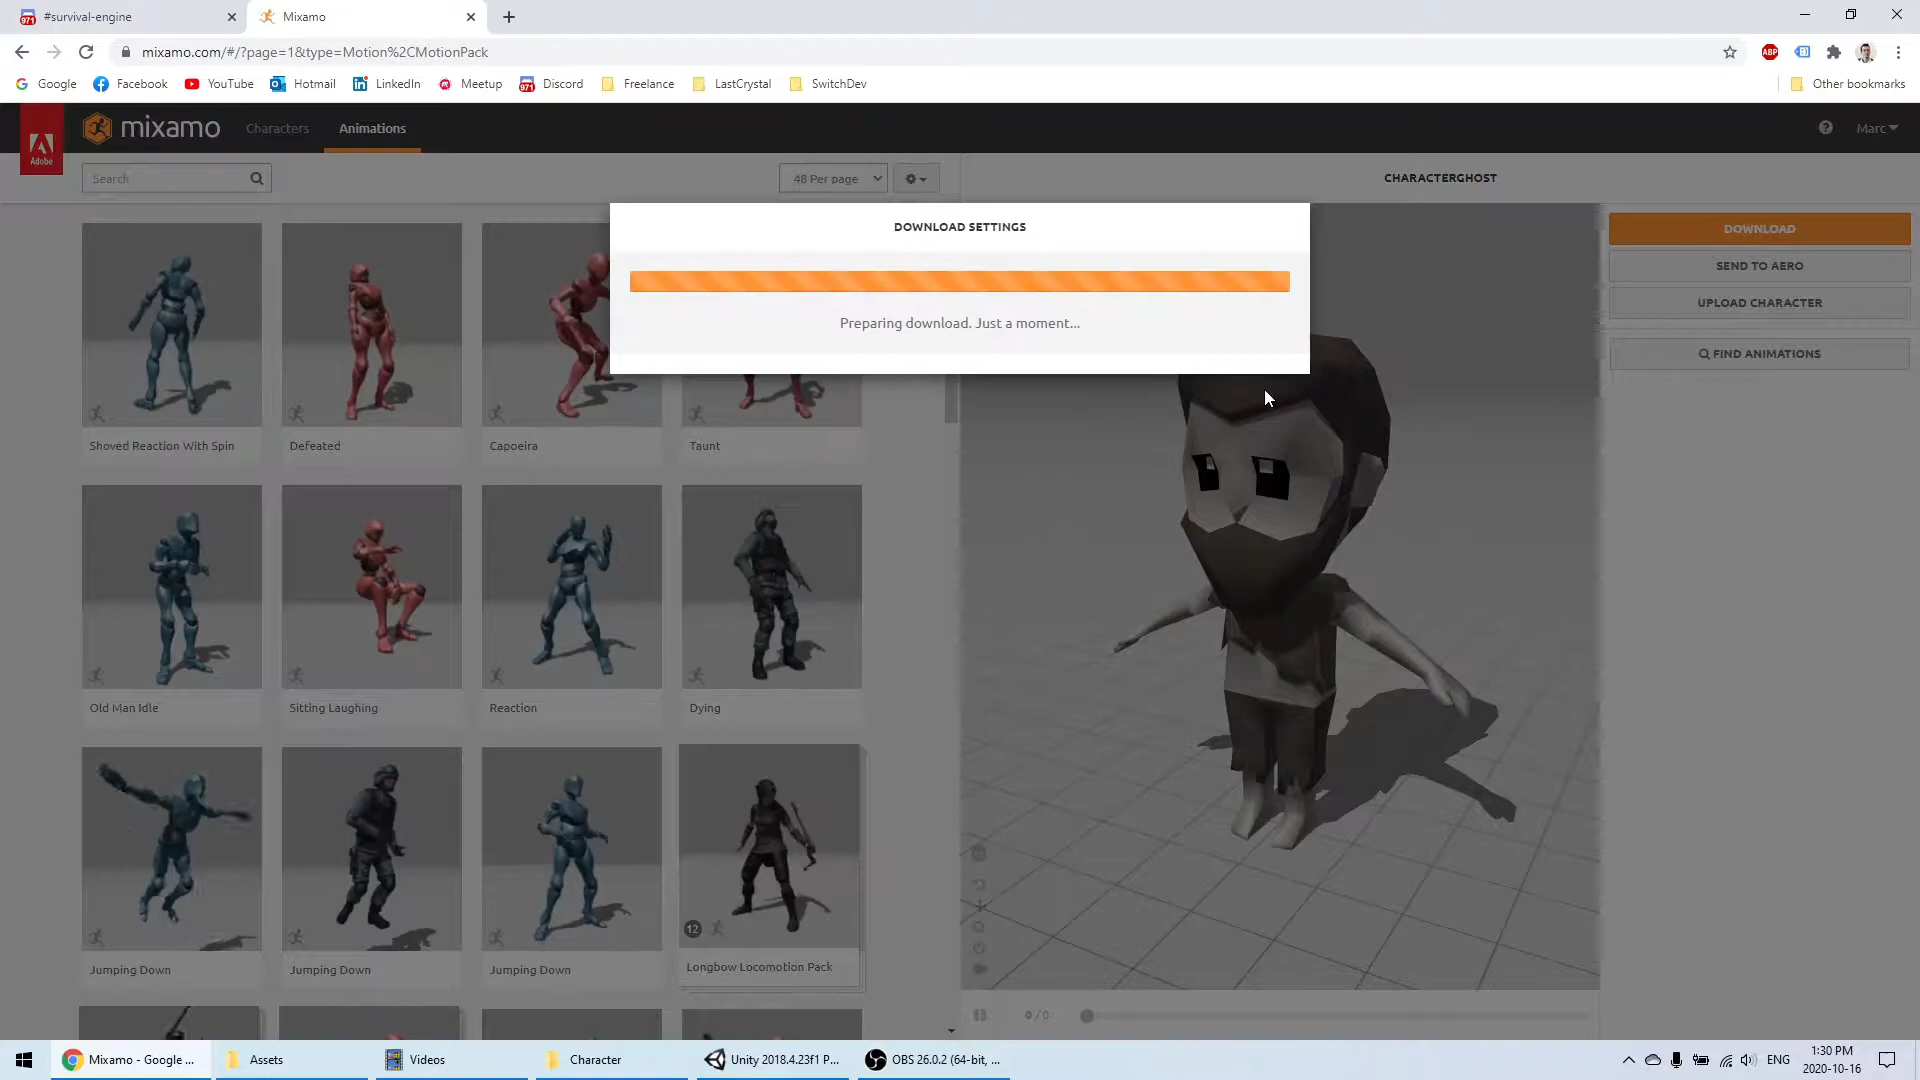 #survival-engine
Mixamo
mixamo.com/#/?page=1&type=Motion%2CMotionPack
ABP
Google
Facebook
YouTube
Hotmail
LinkedIn
Meetup
971
Discord
Freelance
LastCrystal
SwitchDev
Other bookmarks
Adobe
mixamo
Characters
Animations
Marc
Search
48 Per page
CHARACTERGHOST
DOWNLOAD SETTINGS
Preparing download. Just a moment...
DOWNLOAD
SEND TO AERO
UPLOAD CHARACTER
FIND ANIMATIONS
Shoved Reaction With Spin
Defeated
Capoeira
Taunt
Old Man Idle
Sitting Laughing
Reaction
Dying
12
Jumping Down
Jumping Down
Jumping Down
Longbow Locomotion Pack
0 / 0
Mixamo - Google ...
Assets
Videos
Character
Unity 2018.4.23f1 P...
OBS 26.0.2 (64-bit, ...
ENG
1:30 PM
2020-10-16